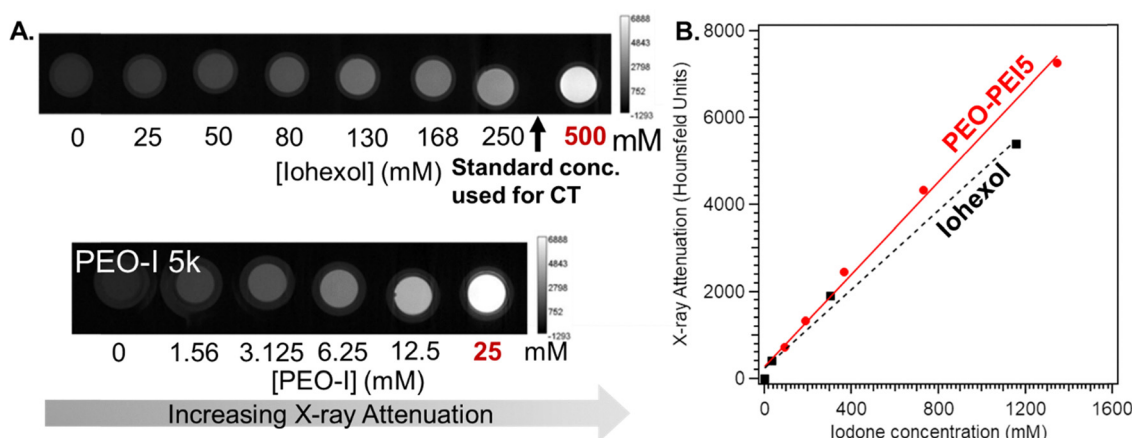 A.
6888
4843
2798
752
-1293
0 25 50 80 130 168 250 500 mM
[Iohexol] (mM)
Standard conc.
used for CT
PEO-I 5k
6888
4843
2798
752
-1293
0 1.56 3.125 6.25 12.5 25 mM
[PEO-I] (mM)
Increasing X-ray Attenuation
B.
X-ray Attenuation (Hounsfeld Units)
8000
6000
4000
2000
0
PEO-PEI5
Iohexol
0 400 800 1200 1600
Iodone concentration (mM)